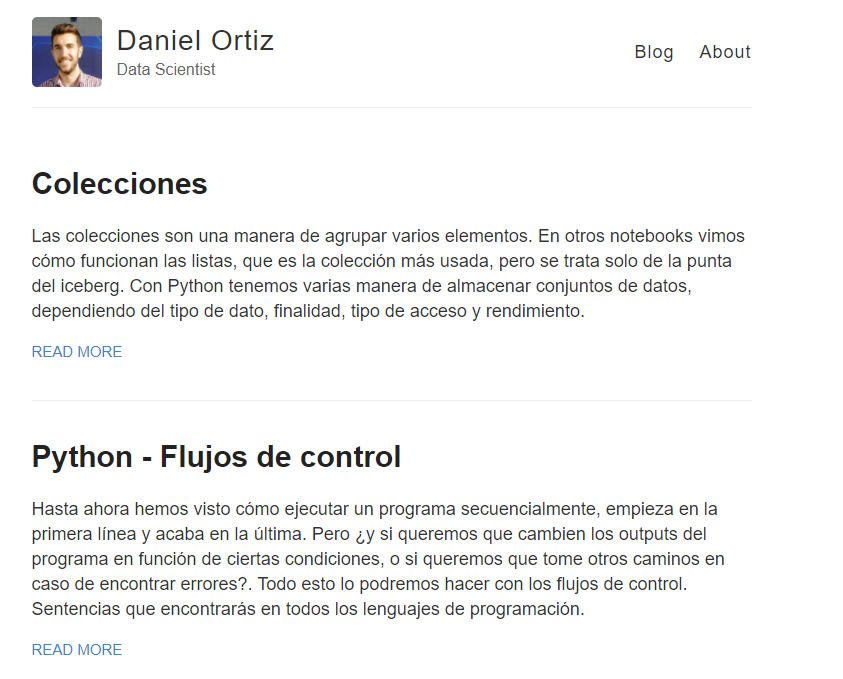 Daniel Ortiz
Data Scientist
Blog About
Colecciones
Las colecciones son una manera de agrupar varios elementos. En otros notebooks vimos
cómo funcionan las listas, que es la colección más usada, pero se trata solo de la punta
del iceberg. Con Python tenemos varias manera de almacenar conjuntos de datos,
dependiendo del tipo de dato, finalidad, tipo de acceso y rendimiento.
READ MORE
Python - Flujos de control
Hasta ahora hemos visto cómo ejecutar un programa secuencialmente, empieza en la
primera línea y acaba en la última. Pero ¿y si queremos que cambien los outputs del
programa en función de ciertas condiciones, o si queremos que tome otros caminos en
caso de encontrar errores?. Todo esto lo podremos hacer con los flujos de control.
Sentencias que encontrarás en todos los lenguajes de programación.
READ MORE